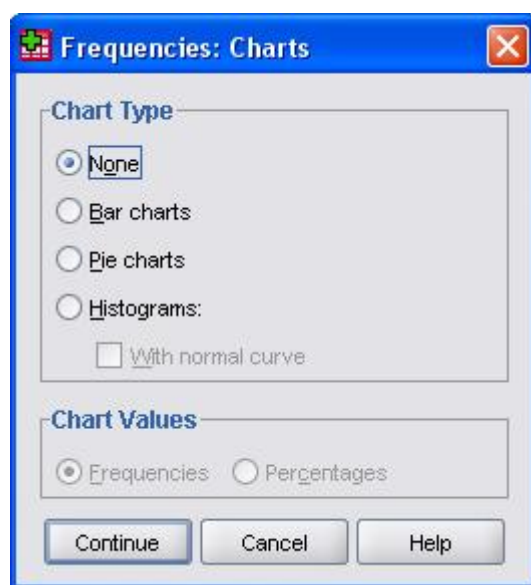 Frequencies: Charts
Chart Type
None
Bar charts
Pie charts
Histograms:
With normal curve
Chart Values
Frequencies Percentages
Continue Cancel Help